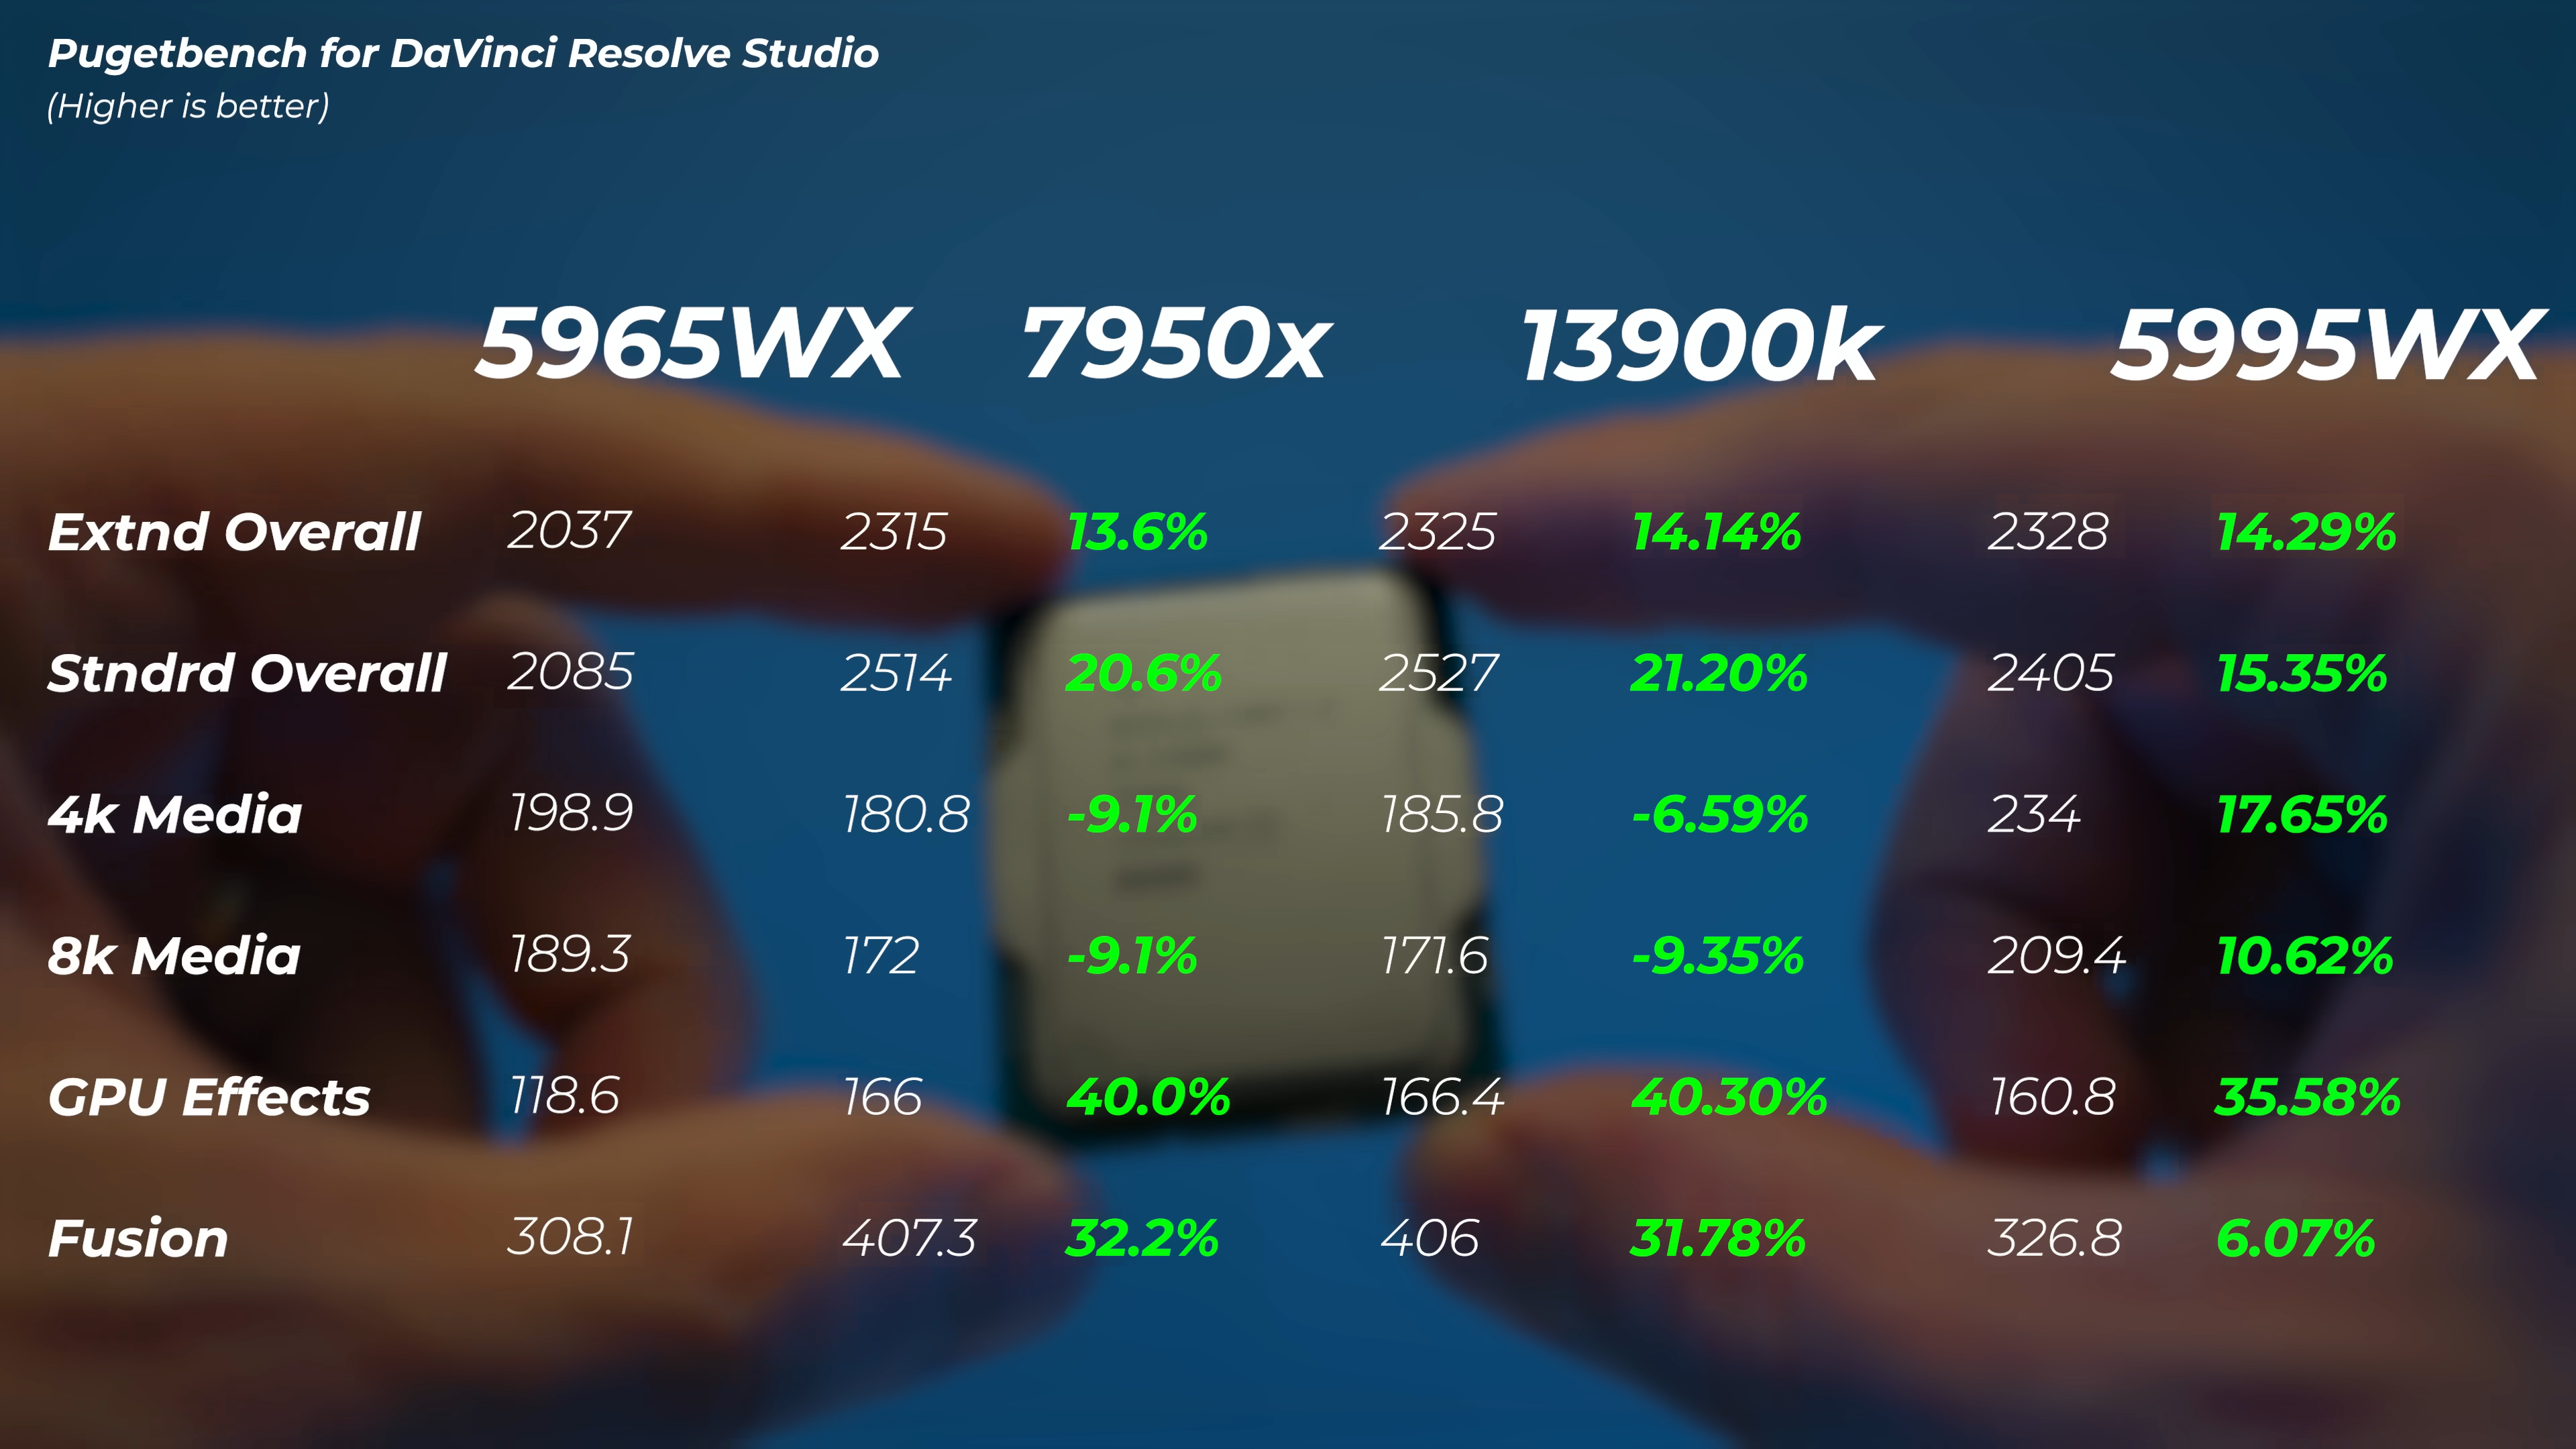 Pugetbench for DaVinci Resolve Studio
(Higher is better)
5965WX 7950x 13900k 5995WX
Extnd Overall 2037 2315 13.6% 2325 14.14% 2328 14.29%
Stndrd Overall 2085 2514 20.6% 2527 21.20% 2405 15.35%
4k Media 198.9 180.8 -9.1% 185.8 -6.59% 234 17.65%
8k Media 189.3 172 -9.1% 171.6 -9.35% 209.4 10.62%
GPU Effects 118.6 166 40.0% 166.4 40.30% 160.8 35.58%
Fusion 308.1 407.3 32.2% 406 31.78% 326.8 6.07%